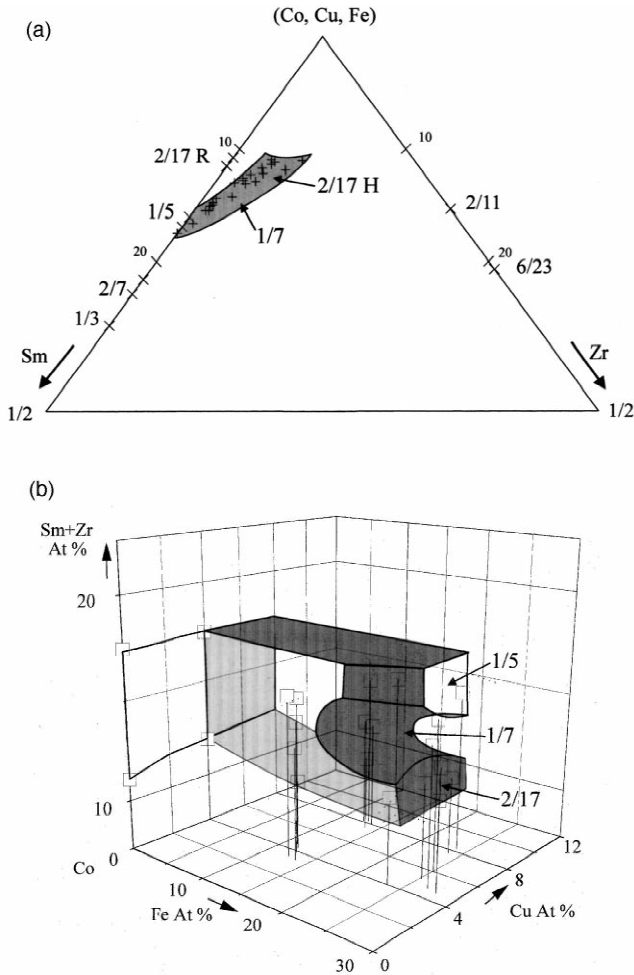 (a)
(Co, Cu, Fe)
10
10
2/17 R
2/17 H
1/5
2/11
1/7
20
20
6/23
2/7
1/3
Sm
Zr
1/2
1/2
(b)
Sm+Zr
At %
20
1/5
1/7
10
2/17
Co
0
12
10
8
Fe At %
Cu At %
20
4
30
0